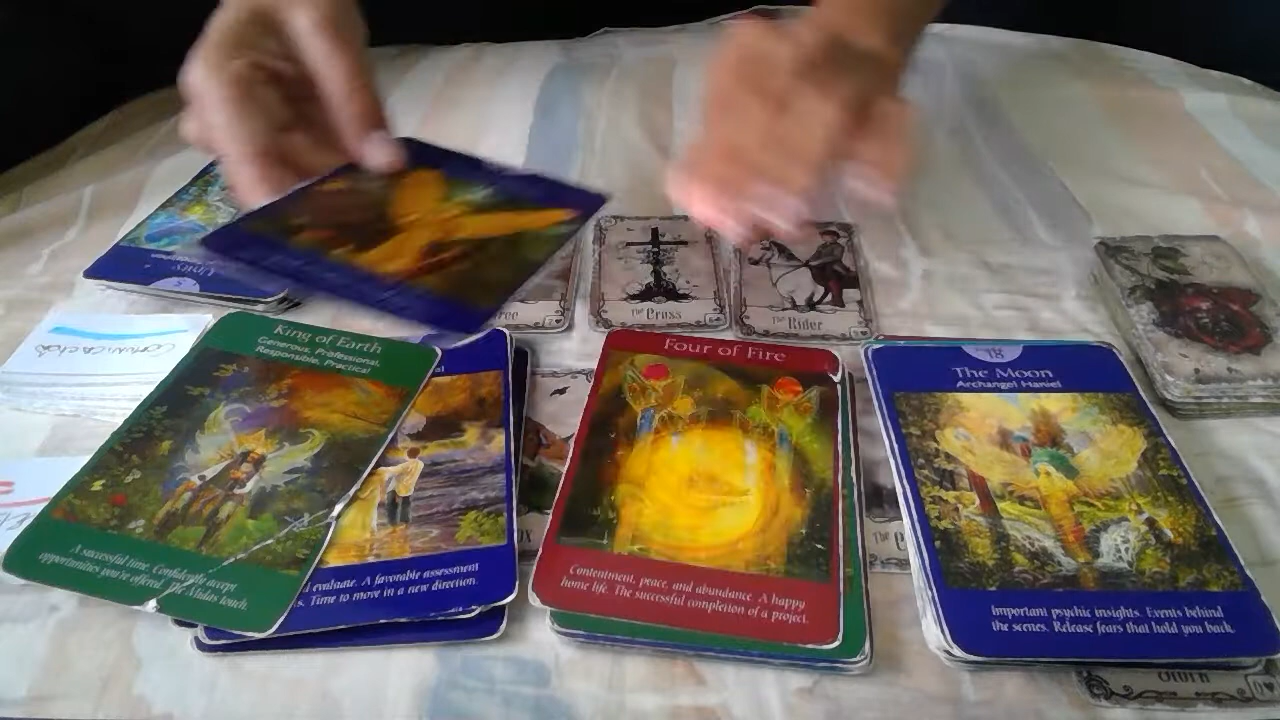 Unity
The Cross
The Rider
King of Earth
Generous, Professional,
Responsible, Practical
A successful time. Confidently accept
opportunities you're offered. The Midas touch.
evaluate. A favorable assessment
Time to move in a new direction.
Four of Fire
Contentment, peace, and abundance. A happy
home life. The successful completion of a project.
18
The Moon
Archangel Haniel
Important psychic insights. Events behind
the scenes. Release fears that hold you back.
The